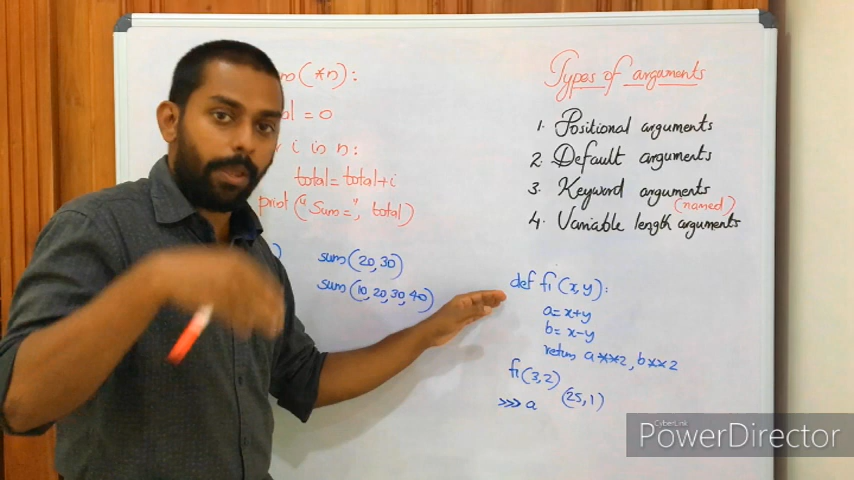 (*n):
= 0
i in n:
total=total+i
print ("Sum=", total)
)
sum(20,30)
sum(10,20,30,40)
Types of arguments
1. Positional arguments
2. Default arguments
3. Keyword arguments
(named)
4. Variable length arguments
def f1(x,y):
a=x+y
b=x-y
return a**2, b**2
f1(3,2)
(25,1)
>>> a
CyberLink
PowerDirector